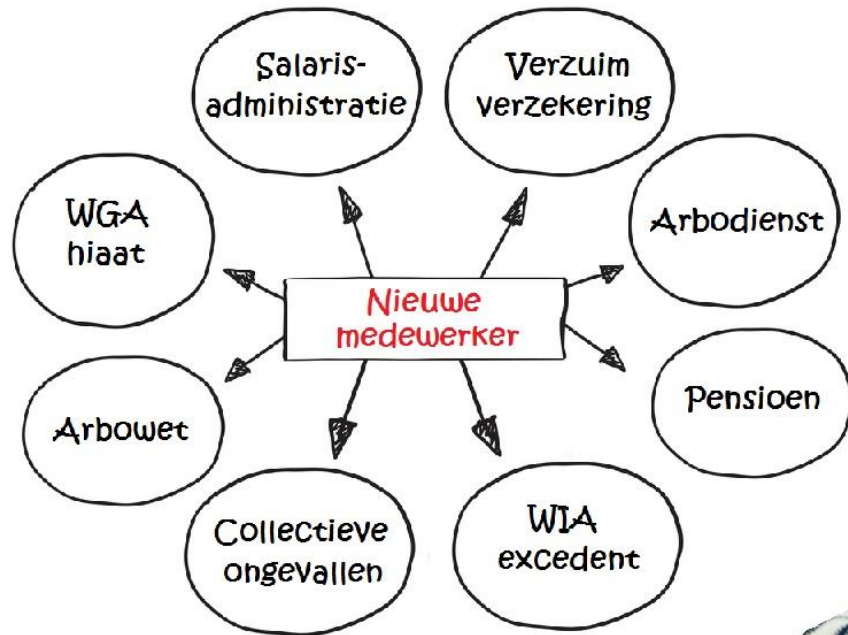 Salaris-
administratie
Verzuim
verzekering
WGA
hiaat
Arbodienst
Nieuwe
medewerker
Arbowet
Pensioen
Collectieve
ongevallen
WIA
excedent